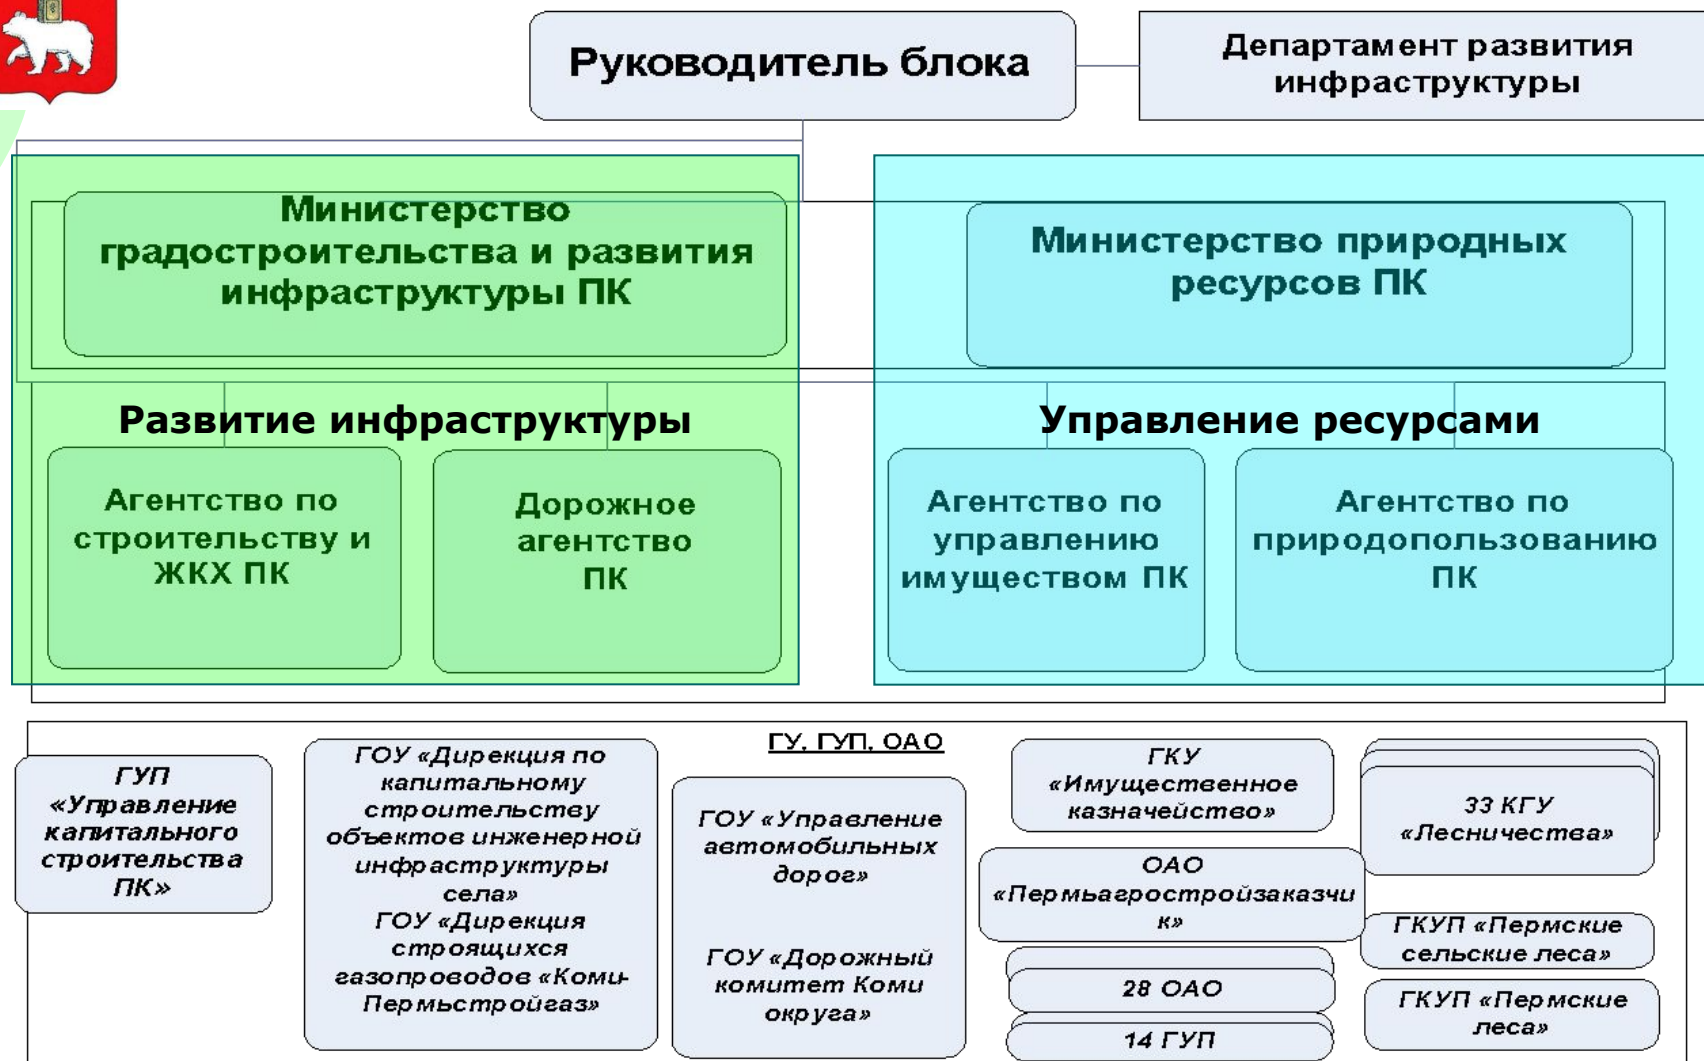 Руководитель блока
Департамент развития
инфраструктуры
Министерство
градостроительства и развития
инфраструктуры ПК
Министерство природных
ресурсов ПК
Развитие инфраструктуры
Управление ресурсами
Агентство по
строительству и
ЖКХ ПК
Дорожное
агентство
ПК
Агентство по
управлению
имуществом ПК
Агентство по
природопользованию
ПК
ГУ, ГУП, ОАО
ГУП
«Управление
капитального
строительства
ПК»
ГОУ «Дирекция по
капитальному
строительству
объектов инженерной
инфраструктуры
села»
ГОУ «Дирекция
строящихся
газопроводов «Коми-
Пермьстройгаз»
ГОУ «Управление
автомобильных
дорог»
ГОУ «Дорожный
комитет Коми
округа»
ГКУ
«Имущественное
казначейство»
ОАО
«Пермьагростройзаказчи
к»
28 ОАО
14 ГУП
33 КГУ
«Лесничества»
ГКУП «Пермские
сельские леса»
ГКУП «Пермские
леса»